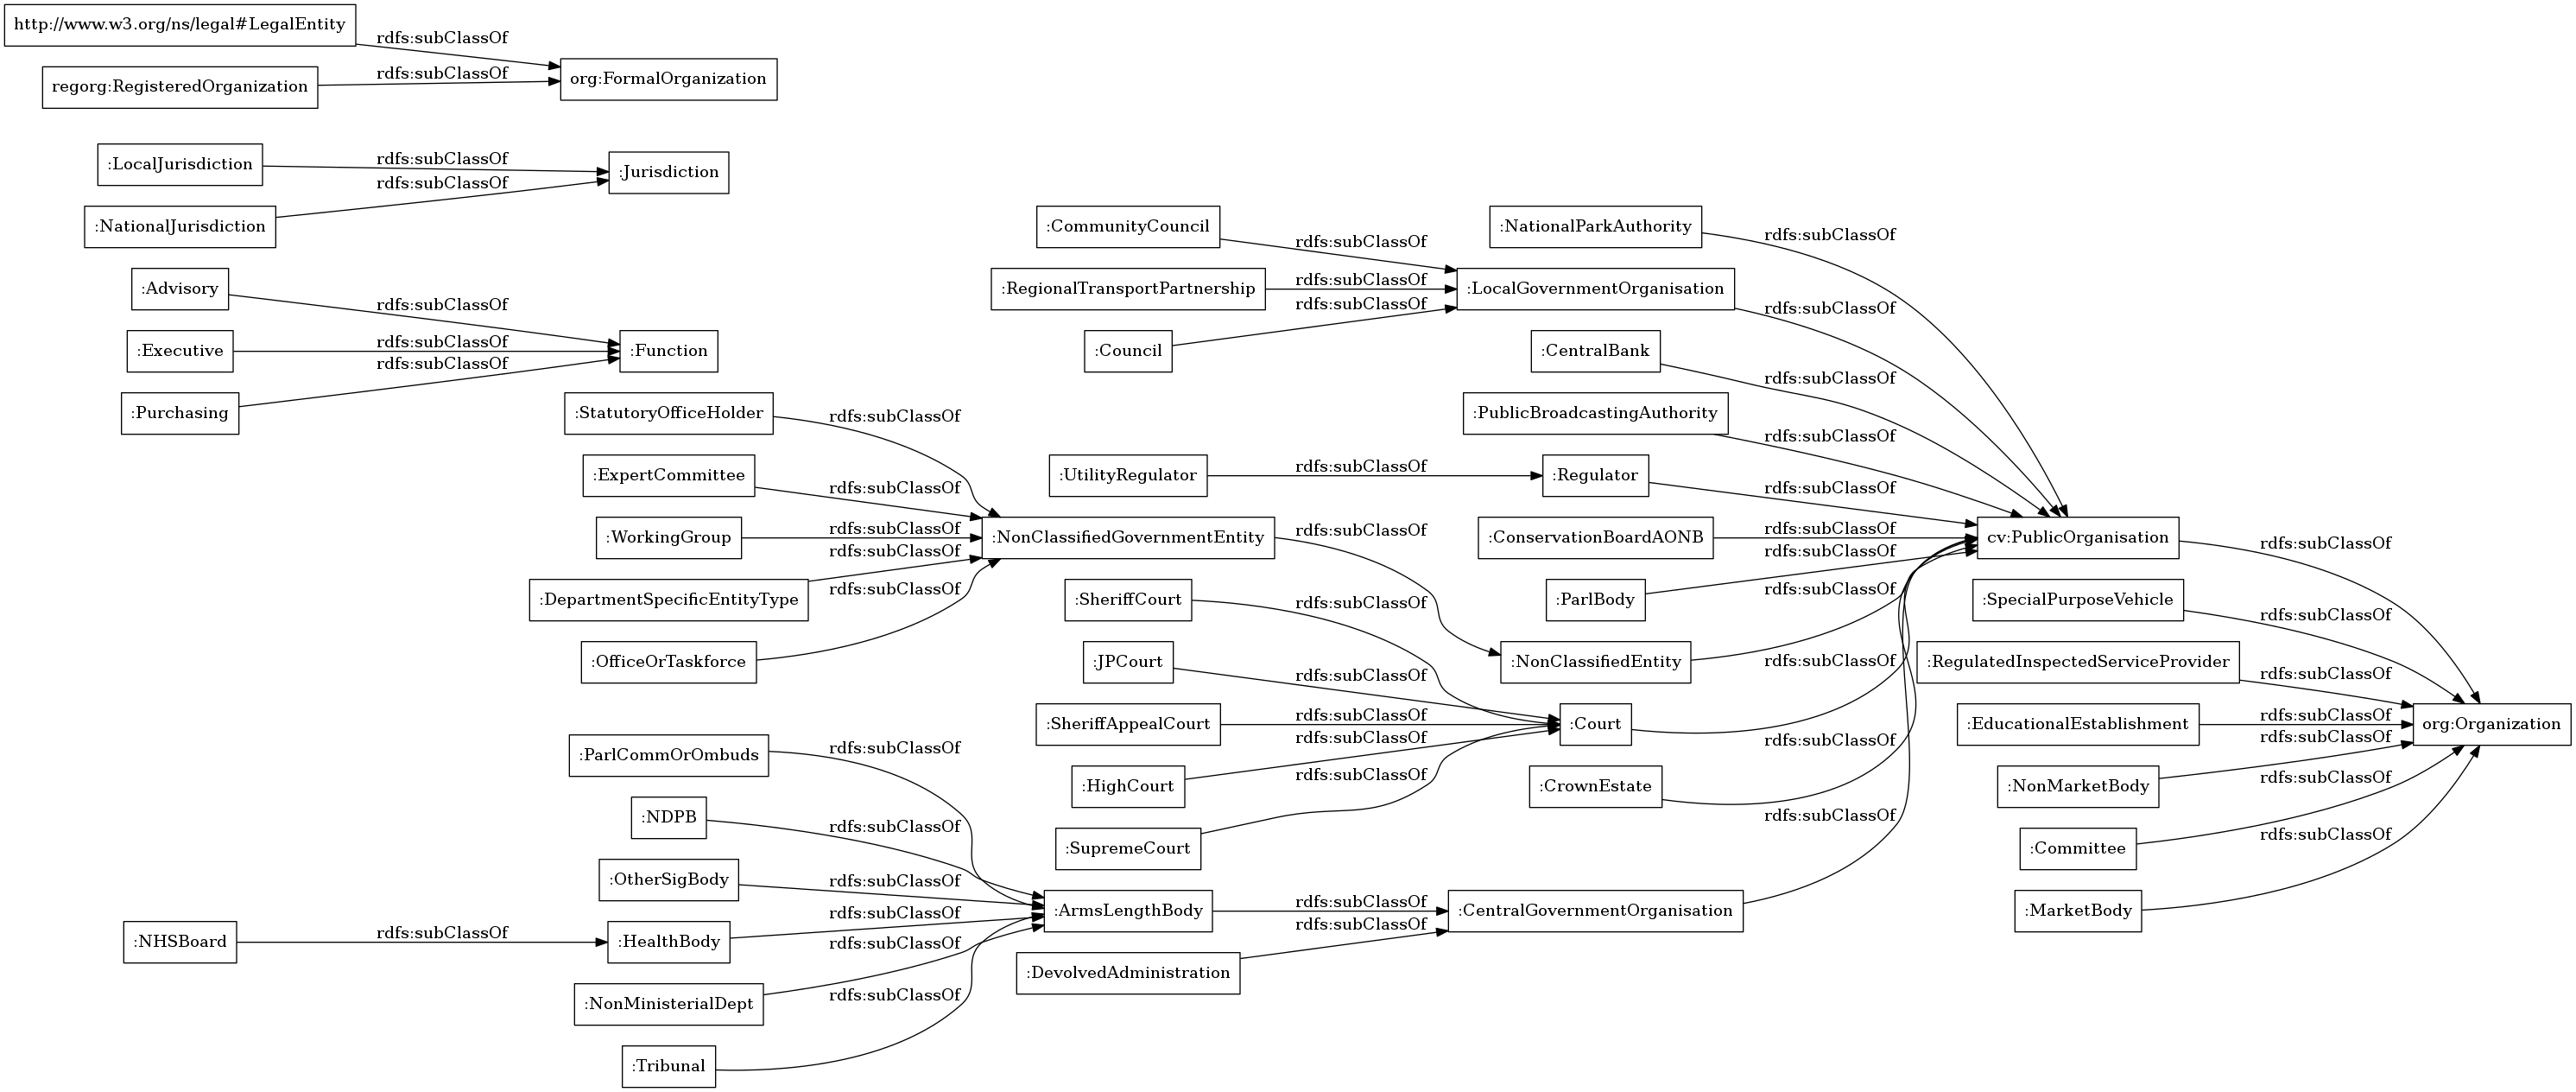 http://www.w3.org/ns/legal#LegalEntity
rdfs:subClassOf
regorg:RegisteredOrganization
rdfs:subClassOf
org:FormalOrganization
:LocalJurisdiction
rdfs:subClassOf
:NationalJurisdiction
rdfs:subClassOf
:Jurisdiction
:Advisory
rdfs:subClassOf
:Executive
rdfs:subClassOf
:Purchasing
rdfs:subClassOf
:Function
:StatutoryOfficeHolder
rdfs:subClassOf
:ExpertCommittee
rdfs:subClassOf
:WorkingGroup
rdfs:subClassOf
:DepartmentSpecificEntityType
rdfs:subClassOf
:OfficeOrTaskforce
rdfs:subClassOf
:NonClassifiedGovernmentEntity
rdfs:subClassOf
:ParlCommOrOmbuds
rdfs:subClassOf
:NDPB
rdfs:subClassOf
:OtherSigBody
rdfs:subClassOf
:NHSBoard
rdfs:subClassOf
:HealthBody
rdfs:subClassOf
:NonMinisterialDept
rdfs:subClassOf
:Tribunal
rdfs:subClassOf
:CommunityCouncil
rdfs:subClassOf
:RegionalTransportPartnership
rdfs:subClassOf
:Council
rdfs:subClassOf
:UtilityRegulator
rdfs:subClassOf
:SheriffCourt
rdfs:subClassOf
:JPCourt
rdfs:subClassOf
:SheriffAppealCourt
rdfs:subClassOf
:HighCourt
rdfs:subClassOf
:SupremeCourt
rdfs:subClassOf
:ArmsLengthBody
rdfs:subClassOf
:DevolvedAdministration
rdfs:subClassOf
:NationalParkAuthority
rdfs:subClassOf
:LocalGovernmentOrganisation
rdfs:subClassOf
:CentralBank
rdfs:subClassOf
:PublicBroadcastingAuthority
rdfs:subClassOf
:Regulator
rdfs:subClassOf
:ConservationBoardAONB
rdfs:subClassOf
:ParlBody
rdfs:subClassOf
:NonClassifiedEntity
rdfs:subClassOf
:Court
rdfs:subClassOf
:CrownEstate
rdfs:subClassOf
:CentralGovernmentOrganisation
rdfs:subClassOf
cv:PublicOrganisation
rdfs:subClassOf
:SpecialPurposeVehicle
rdfs:subClassOf
:RegulatedInspectedServiceProvider
rdfs:subClassOf
:EducationalEstablishment
rdfs:subClassOf
:NonMarketBody
rdfs:subClassOf
:Committee
rdfs:subClassOf
:MarketBody
rdfs:subClassOf
org:Organization